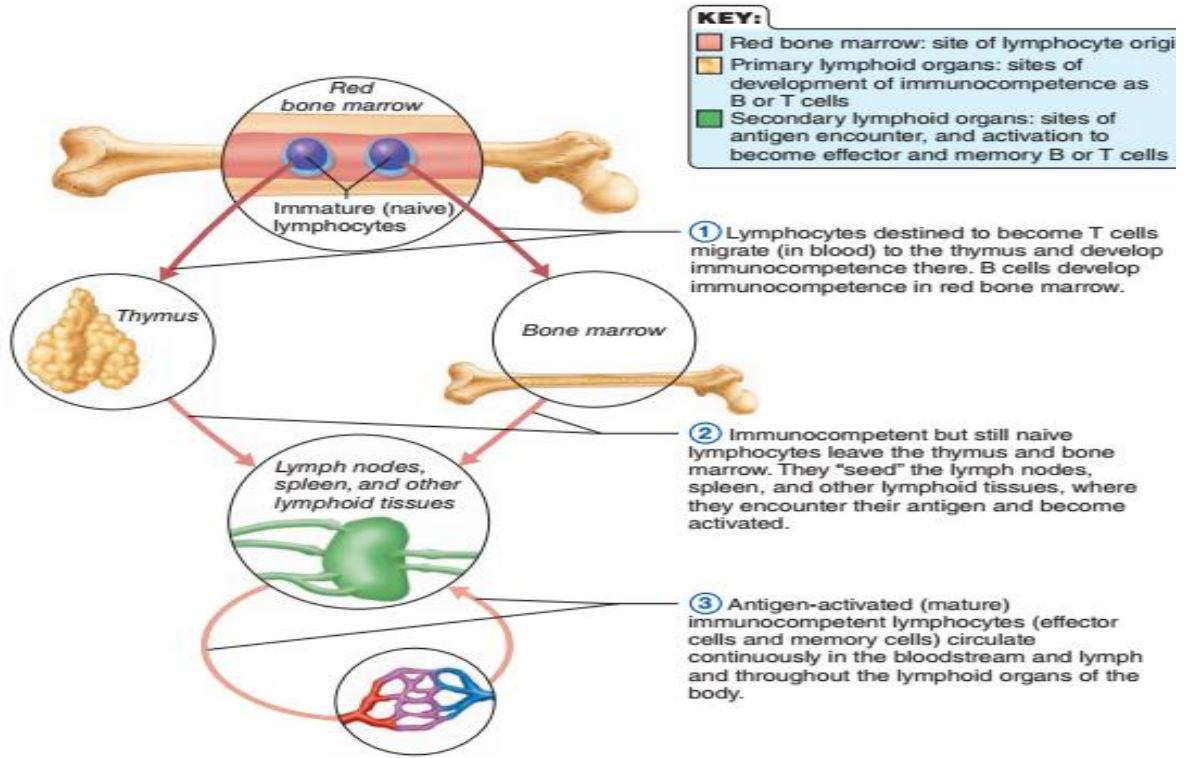 KEY:
Red bone marrow: site of lymphocyte origi
Primary lymphoid organs: sites of
development of immunocompetence as
B or T cells
Secondary lymphoid organs: sites of
antigen encounter, and activation to
become effector and memory B or T cells
Red
bone marrow
Immature (naive)
lymphocytes
① Lymphocytes destined to become T cells
migrate (in blood) to the thymus and develop
immunocompetence there. B cells develop
immunocompetence in red bone marrow.
Thymus
Bone marrow
② Immunocompetent but still naive
lymphocytes leave the thymus and bone
marrow. They “seed” the lymph nodes,
spleen, and other lymphoid tissues, where
they encounter their antigen and become
activated.
Lymph nodes,
spleen, and other
lymphoid tissues
③ Antigen-activated (mature)
immunocompetent lymphocytes (effector
cells and memory cells) circulate
continuously in the bloodstream and lymph
and throughout the lymphoid organs of the
body.